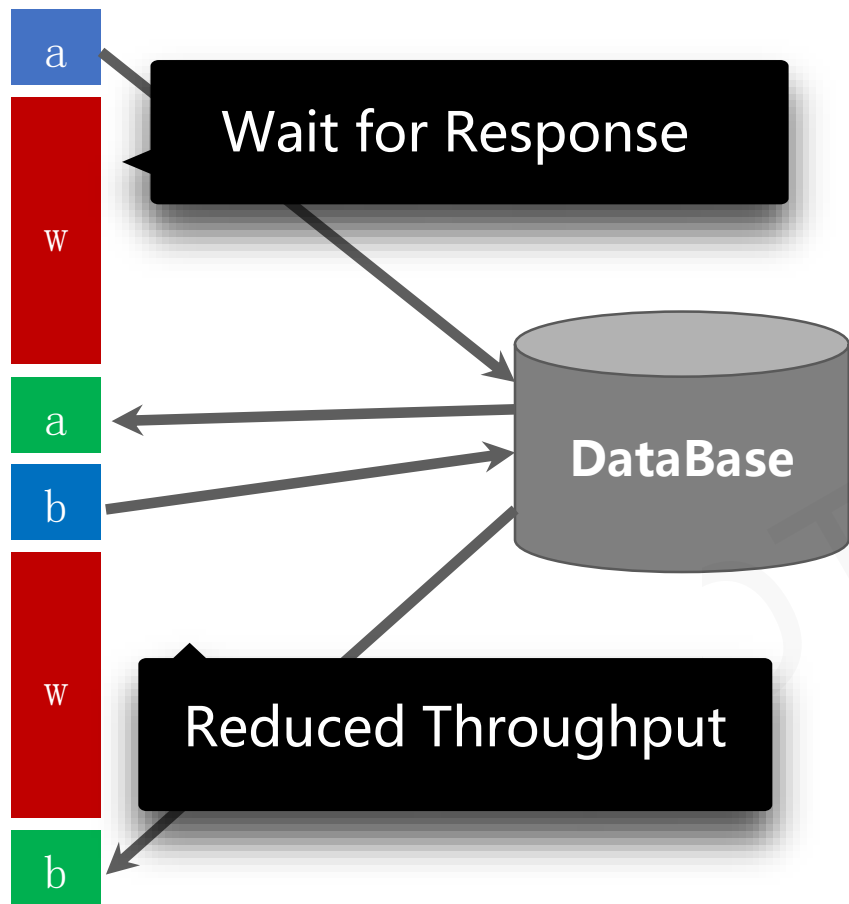 a
Wait for Response
w
a
DataBase
b
w
Reduced Throughput
b